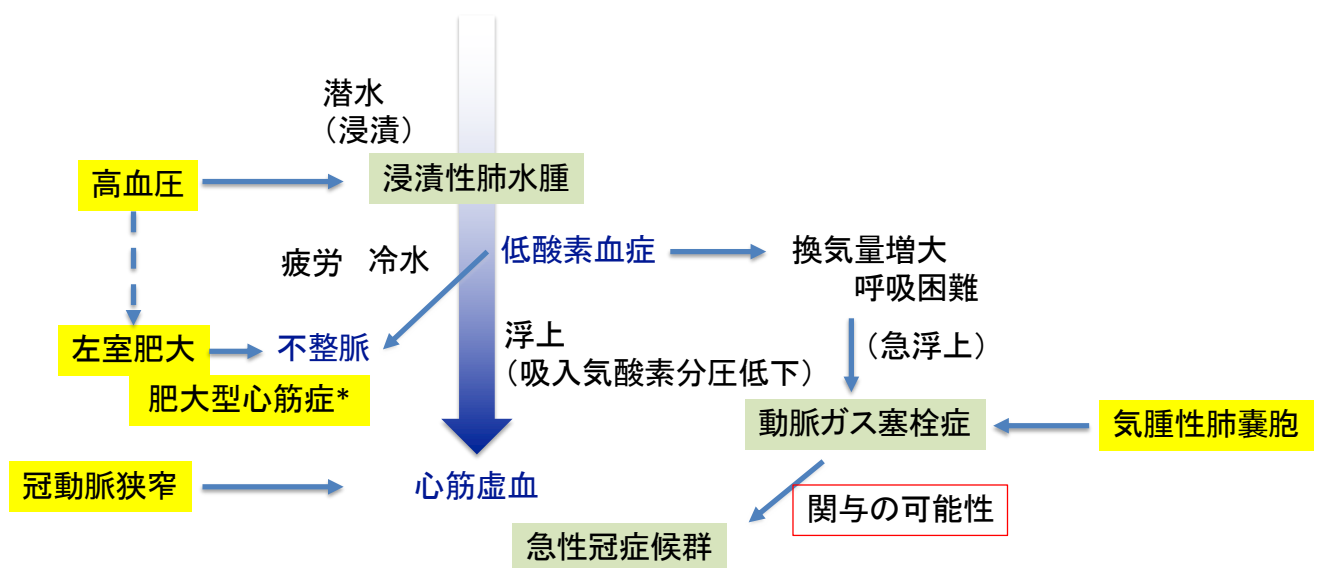 潜水
（浸漬）
高血圧
浸漬性肺水腫
疲労
冷水
低酸素血症
換気量増大
呼吸困難
左室肥大
不整脈
浮上
（吸入気酸素分圧低下）
（急浮上）
肥大型心筋症*
動脈ガス塞栓症
気腫性肺嚢胞
冠動脈狭窄
心筋虚血
関与の可能性
急性冠症候群